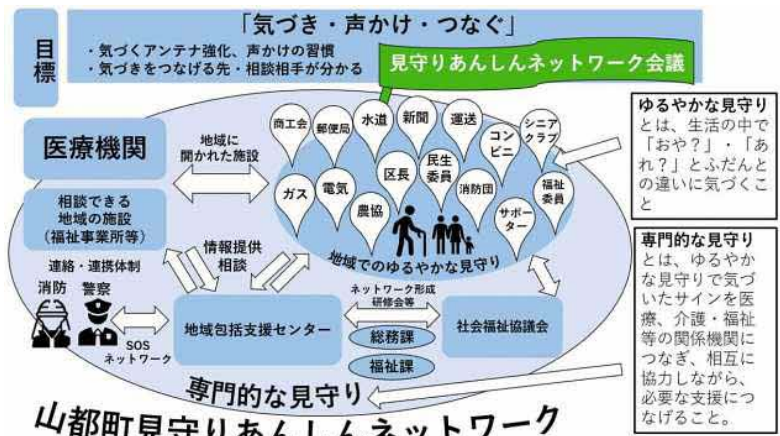 目標
「気づき・声かけ・つなぐ」
・気づくアンテナ強化、声かけの習慣
・気づきをつなげる先・相談相手が分かる
見守りあんしんネットワーク会議
医療機関
地域に
開かれた施設
商工会
郵便局
水道
新聞
運送
コン
ビニ
シニア
クラブ
ガス
電気
農協
区長
民生
委員
消防団
サポー
ター
福祉
委員
地域でのゆるやかな見守り
相談できる
地域の施設
(福祉事業所等)
情報提供
相談
連絡・連携体制
消防
警察
SOS
ネットワーク
地域包括支援センター
ネットワーク形成
研修会等
総務課
福祉課
社会福祉協議会
専門的な見守り
山都町見守りあんしんネットワーク
ゆるやかな見守り
とは、生活の中で
「おや?」・「あ
れ?」とふだんと
の違いに気づくこ
と
専門的な見守り
とは、ゆるやか
な見守りで気づ
いたサインを医
療、介護・福祉
等の関係機関に
つなぎ、相互に
協力しながら、
必要な支援につ
なげること。